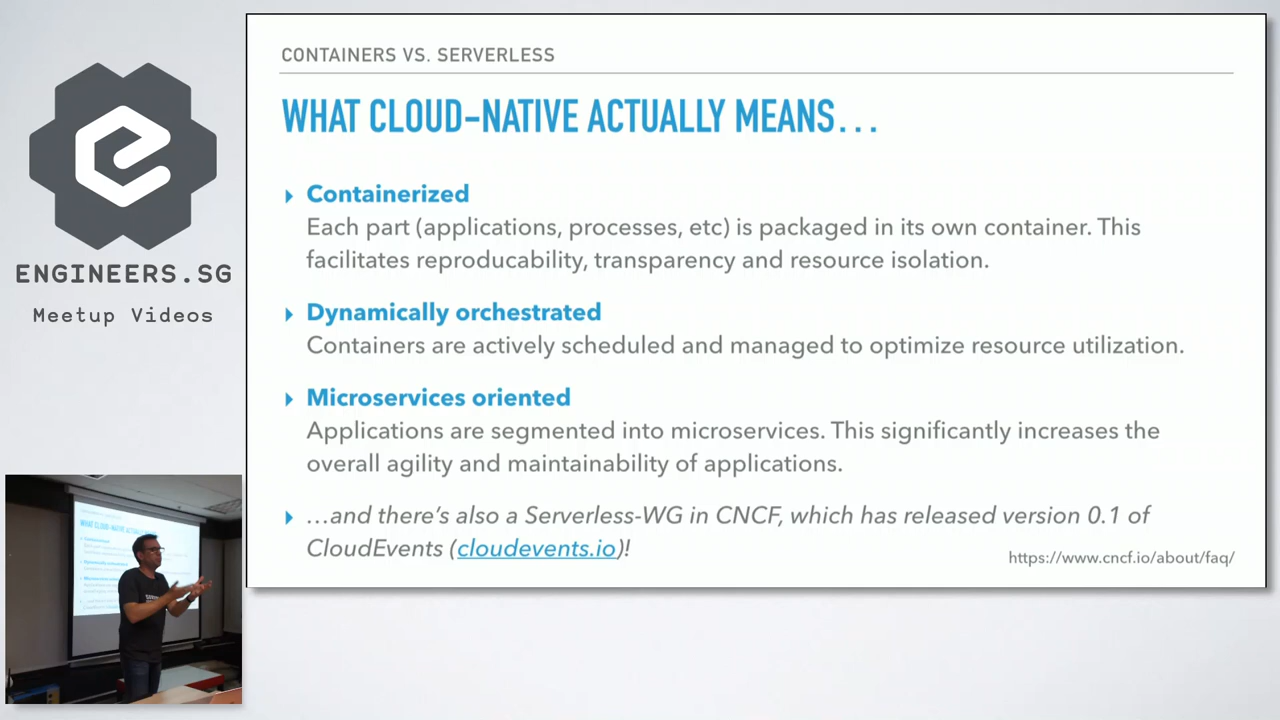 ENGINEERS.SG
Meetup Videos
CONTAINERS VS. SERVERLESS
WHAT CLOUD-NATIVE ACTUALLY MEANS...
Containerized
Each part (applications, processes, etc) is packaged in its own container. This
facilitates reproducability, transparency and resource isolation.
Dynamically orchestrated
Containers are actively scheduled and managed to optimize resource utilization.
Microservices oriented
Applications are segmented into microservices. This significantly increases the
overall agility and maintainability of applications.
…and there's also a Serverless-WG in CNCF, which has released version 0.1 of
CloudEvents (cloudevents.io)!
https://www.cncf.io/about/faq/